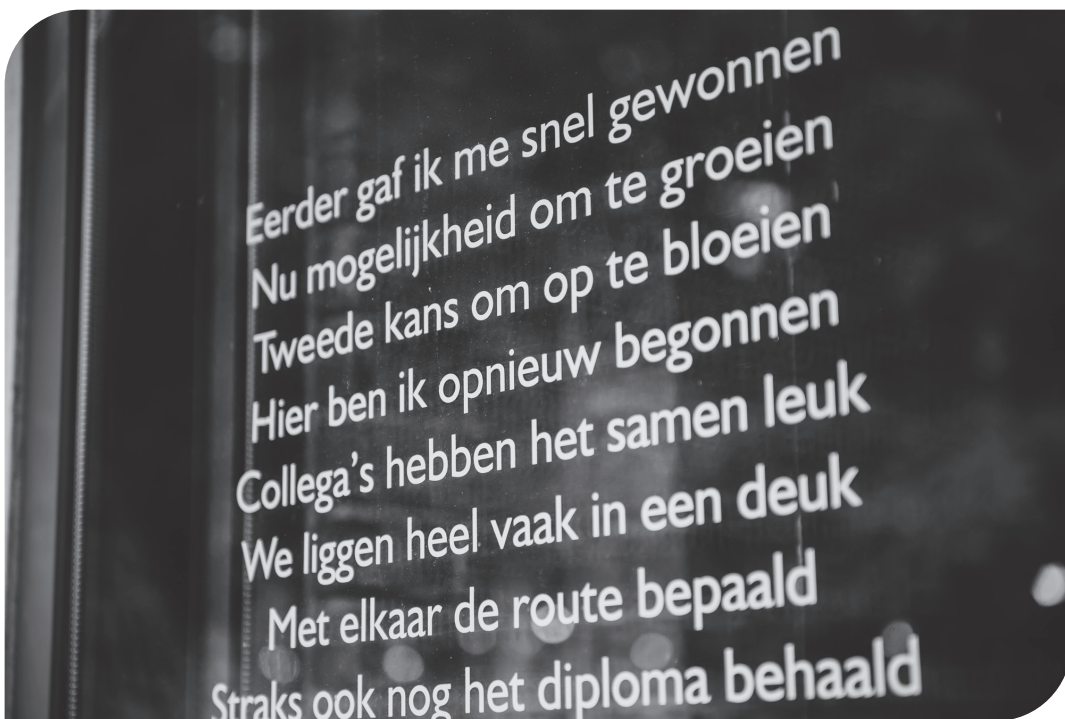 Eerder gaf ik me snel gewonnen
Nu mogelijkheid om te groeien
Tweede kans om op te bloeien
Hier ben ik opnieuw begonnen
Collega's hebben het samen leuk
We liggen heel vaak in een deuk
Met elkaar de route bepaald
Straks ook nog het diploma behaald